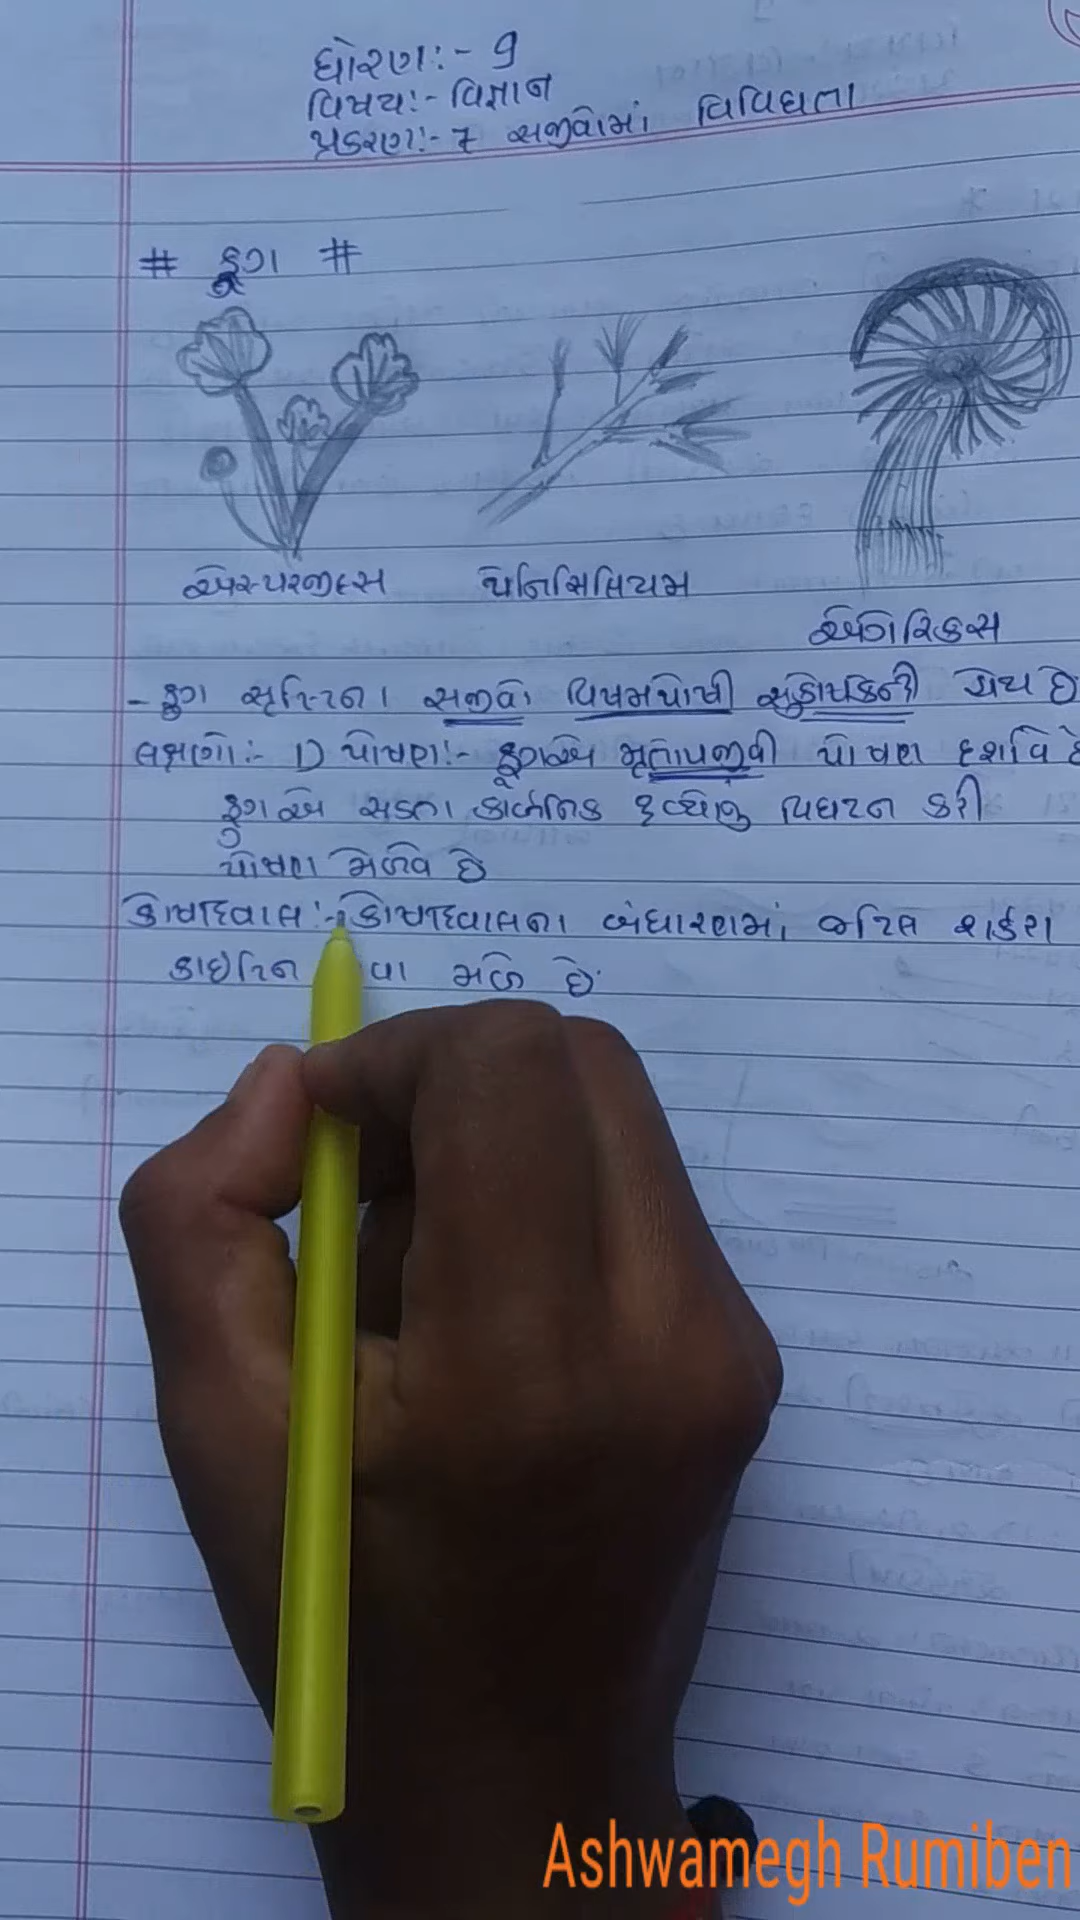 ધોરણ:- 9
વિષય:- વિજ્ઞાન
પ્રકરણ:- 7 સજીવોમાં વિવિધતા
# ફૂગ #
એસ્પરજીલ્સ પેનિસિલિયમ
એગેરિકસ
- ફુગ સૃષ્ટિના સજીવો વિષમપોષી સુકોષકેન્દ્રી હોય છે
લક્ષણો:- 1) પોષણ:- ફૂગએ મૃતોપજીવી પોષણ દર્શાવે છે
ફુગએ સડતા કાર્બનિક દ્રવ્યોનું વિઘટન કરી
પોષણ મેળવે છે
કોષદિવાલ:- કોષદિવાલના બંધારણમાં જટિલ શર્કરા
કાઇટિન વા મળે છે
Ashwamegh Rumiben